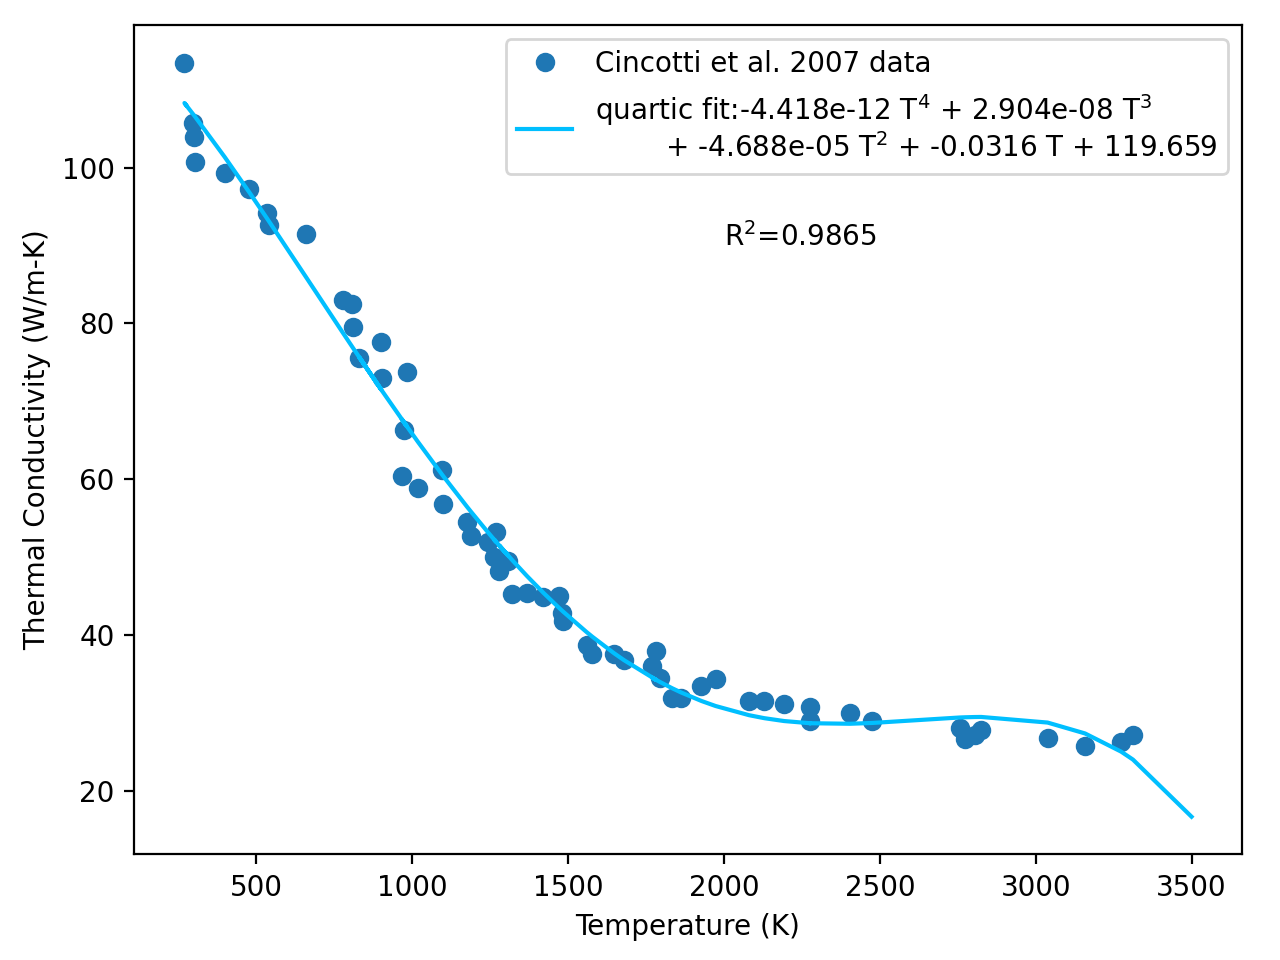 Cincotti et al. 2007 data
quartic fit:-4.418e-12 T⁴ + 2.904e-08 T³
+ -4.688e-05 T² + -0.0316 T + 119.659
R²=0.9865
100
80
60
40
20
Thermal Conductivity (W/m-K)
500 1000 1500 2000 2500 3000 3500
Temperature (K)